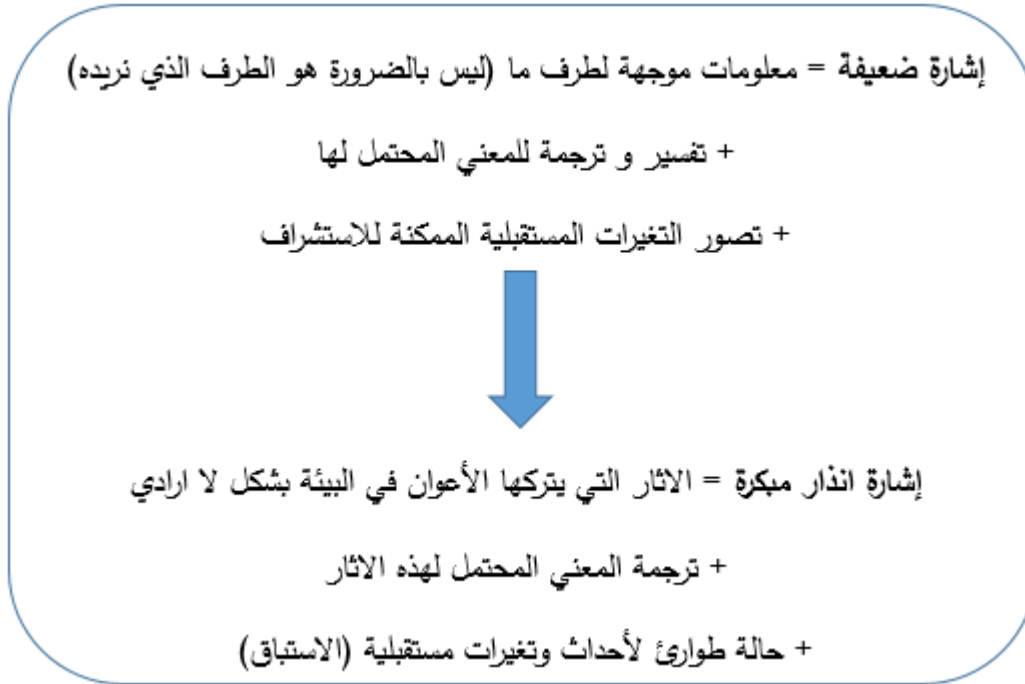 إشارة ضعيفة = معلومات موجهة لطرف ما (ليس بالضرورة هو الطرف الذي نريده)
+ تفسير و ترجمة للمعني المحتمل لها
+ تصور التغيرات المستقبلية الممكنة للاستشراف
إشارة انذار مبكرة = الاثار التي يتركها الأعوان في البيئة بشكل لا ارادي
+ ترجمة المعني المحتمل لهذه الاثار
+ حالة طوارئ لأحداث وتغيرات مستقبلية (الاستباق)